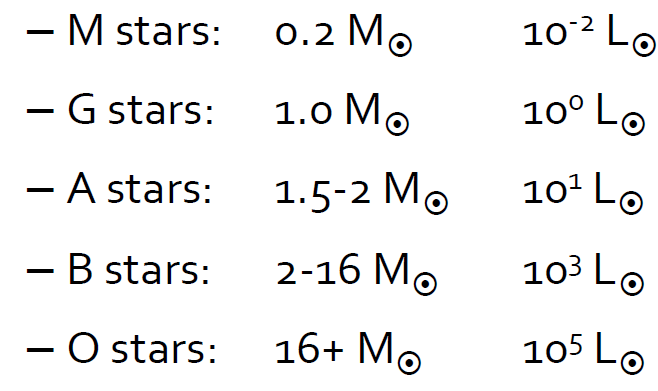 – M stars: 0.2 M☉ 10⁻² L☉
– G stars: 1.0 M☉ 10⁰ L☉
– A stars: 1.5-2 M☉ 10¹ L☉
– B stars: 2-16 M☉ 10³ L☉
– O stars: 16+ M☉ 10⁵ L☉